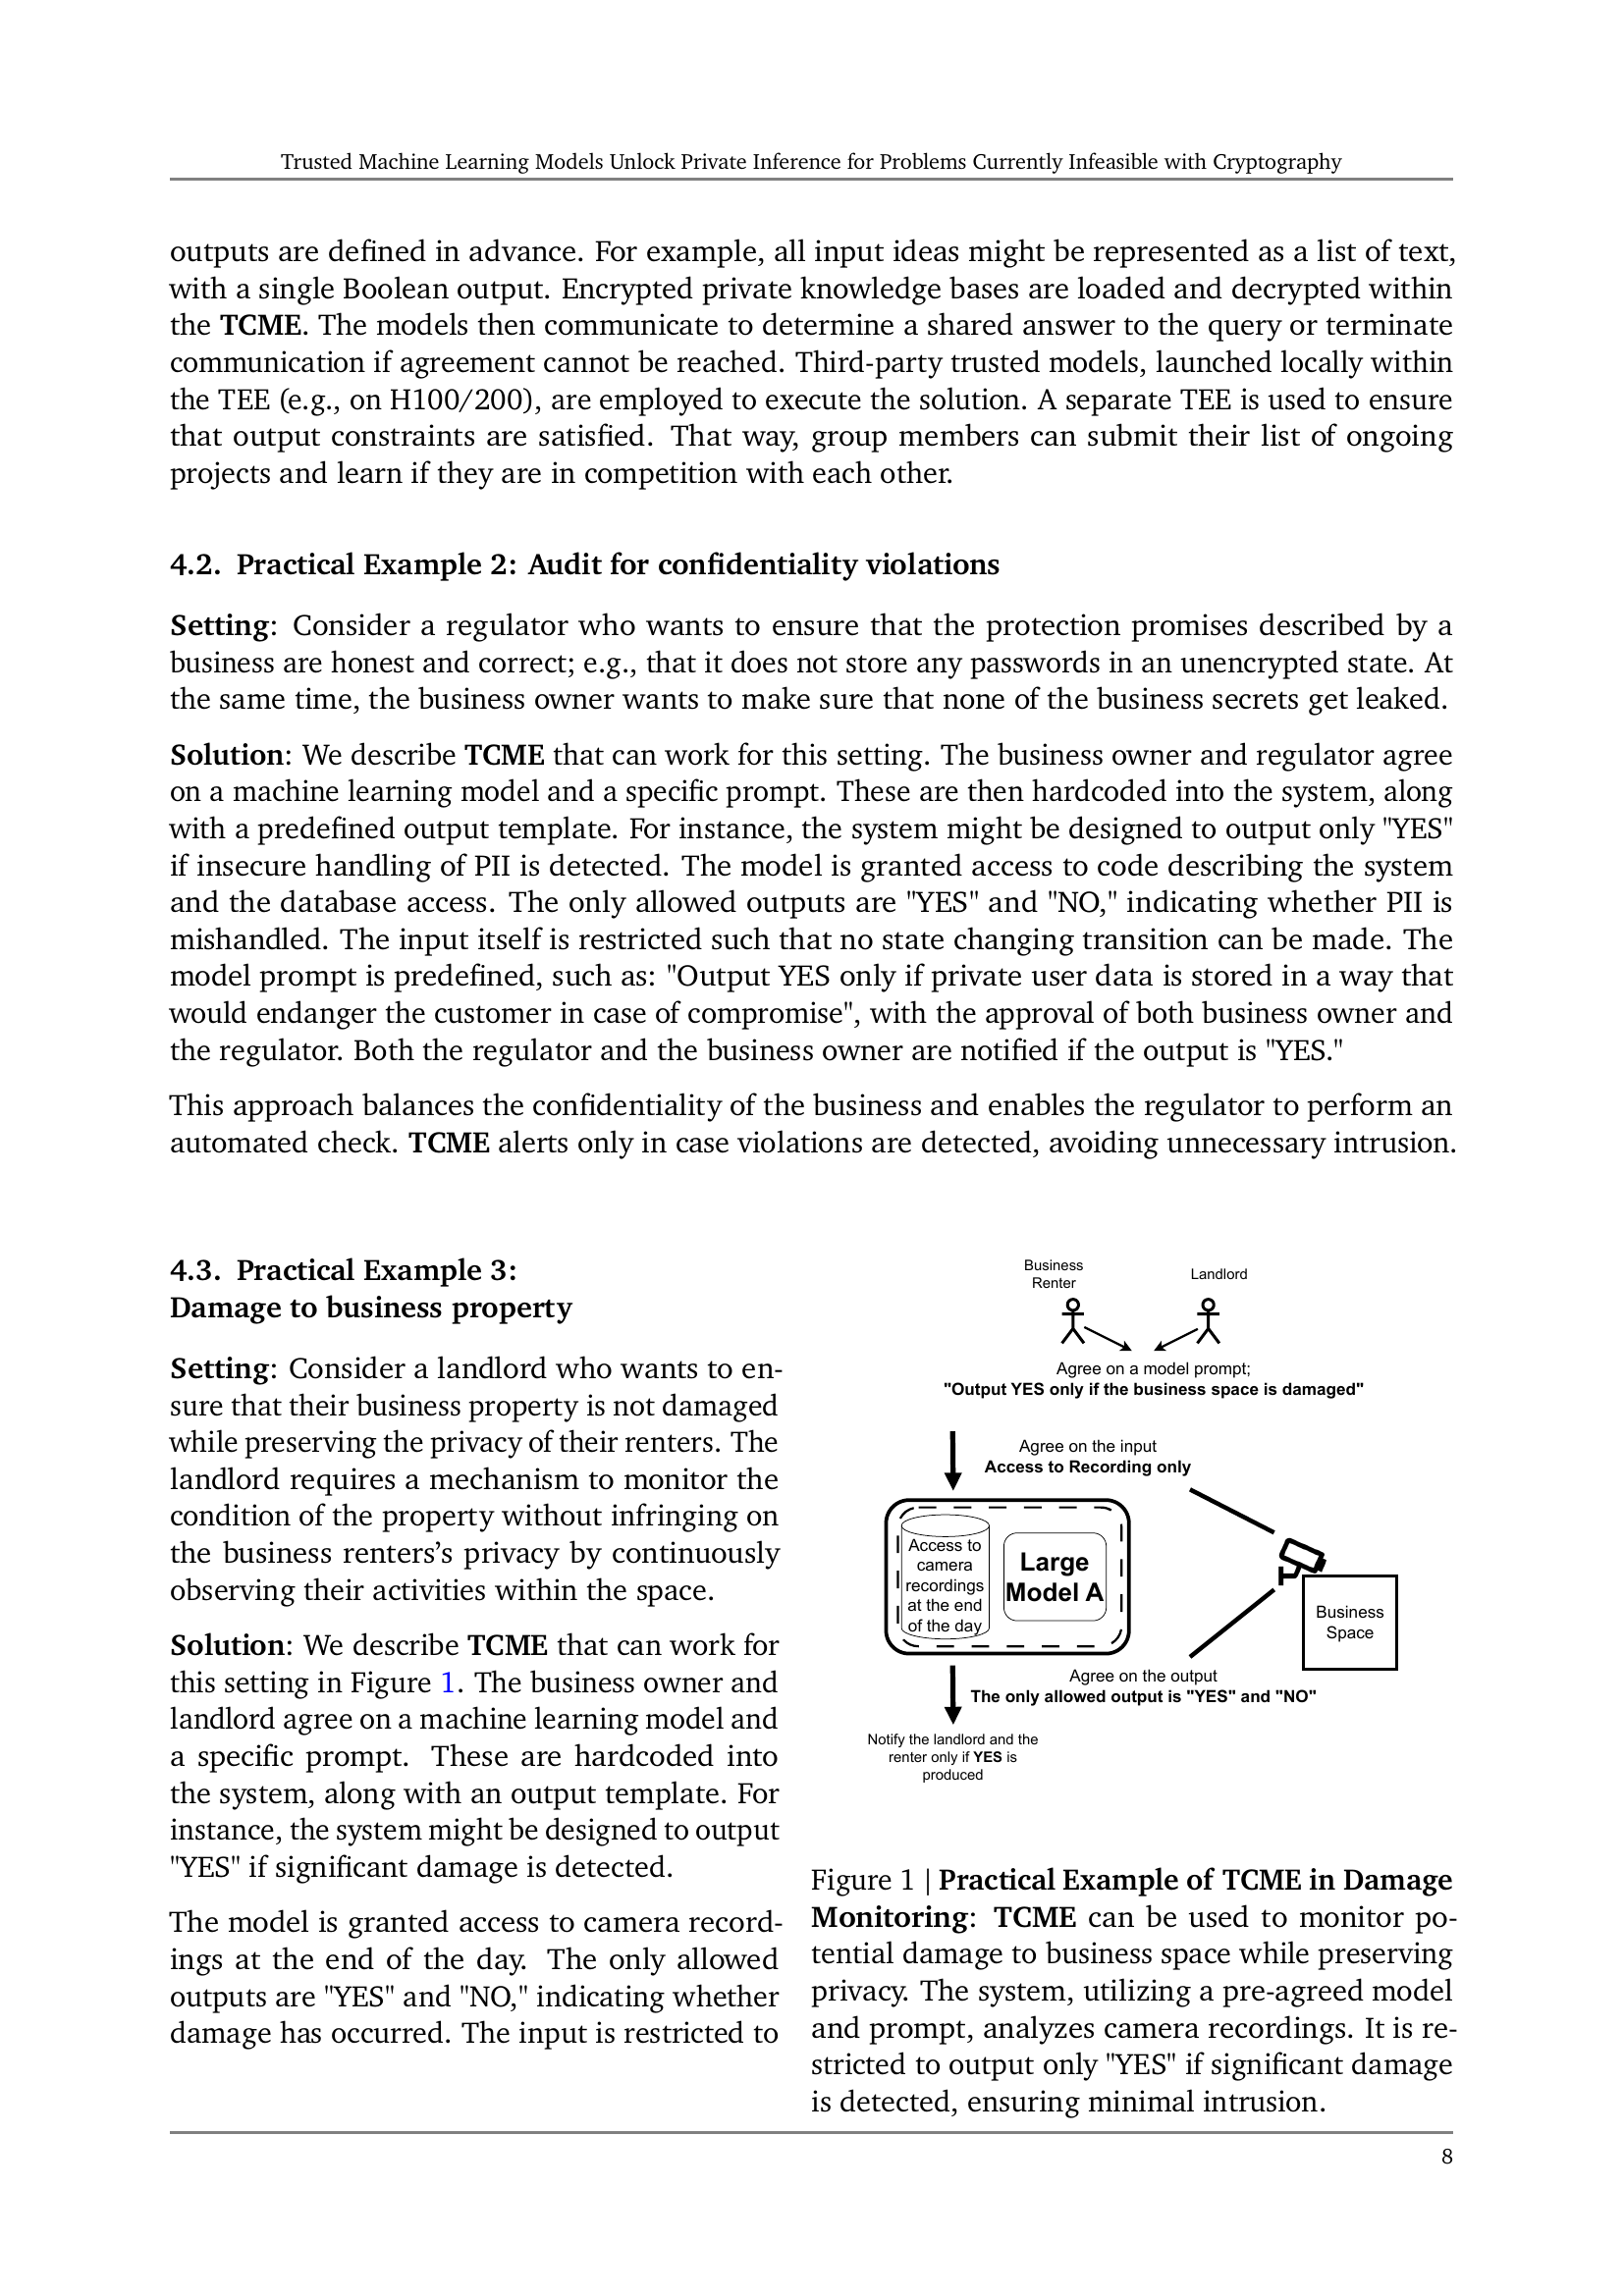 Trusted Machine Learning Models Unlock Private Inference for Problems Currently Infeasible with Cryptography
outputs are defined in advance. For example, all input ideas might be represented as a list of text,
with a single Boolean output. Encrypted private knowledge bases are loaded and decrypted within
the TCME. The models then communicate to determine a shared answer to the query or terminate
communication if agreement cannot be reached. Third-party trusted models, launched locally within
the TEE (e.g., on H100/200), are employed to execute the solution. A separate TEE is used to ensure
that output constraints are satisfied. That way, group members can submit their list of ongoing
projects and learn if they are in competition with each other.
4.2. Practical Example 2: Audit for confidentiality violations
Setting: Consider a regulator who wants to ensure that the protection promises described by a
business are honest and correct; e.g., that it does not store any passwords in an unencrypted state. At
the same time, the business owner wants to make sure that none of the business secrets get leaked.
Solution: We describe TCME that can work for this setting. The business owner and regulator agree
on a machine learning model and a specific prompt. These are then hardcoded into the system, along
with a predefined output template. For instance, the system might be designed to output only "YES"
if insecure handling of PII is detected. The model is granted access to code describing the system
and the database access. The only allowed outputs are "YES" and "NO," indicating whether PII is
mishandled. The input itself is restricted such that no state changing transition can be made. The
model prompt is predefined, such as: "Output YES only if private user data is stored in a way that
would endanger the customer in case of compromise", with the approval of both business owner and
the regulator. Both the regulator and the business owner are notified if the output is "YES."
This approach balances the confidentiality of the business and enables the regulator to perform an
automated check. TCME alerts only in case violations are detected, avoiding unnecessary intrusion.
4.3. Practical Example 3:
Damage to business property
Setting: Consider a landlord who wants to en-
sure that their business property is not damaged
while preserving the privacy of their renters. The
landlord requires a mechanism to monitor the
condition of the property without infringing on
the business renters's privacy by continuously
observing their activities within the space.
Solution: We describe TCME that can work for
this setting in Figure 1. The business owner and
landlord agree on a machine learning model and
a specific prompt. These are hardcoded into
the system, along with an output template. For
instance, the system might be designed to output
"YES" if significant damage is detected.
The model is granted access to camera record-
ings at the end of the day. The only allowed
outputs are "YES" and "NO," indicating whether
damage has occurred. The input is restricted to
Business
Renter
Landlord
Agree on a model prompt;
"Output YES only if the business space is damaged"
Agree on the input
Access to Recording only
Access to
camera
recordings
at the end
of the day
Large
Model A
Business
Space
Agree on the output
The only allowed output is "YES" and "NO"
Notify the landlord and the
renter only if YES is
produced
Figure 1 | Practical Example of TCME in Damage
Monitoring: TCME can be used to monitor po-
tential damage to business space while preserving
privacy. The system, utilizing a pre-agreed model
and prompt, analyzes camera recordings. It is re-
stricted to output only "YES" if significant damage
is detected, ensuring minimal intrusion.
8